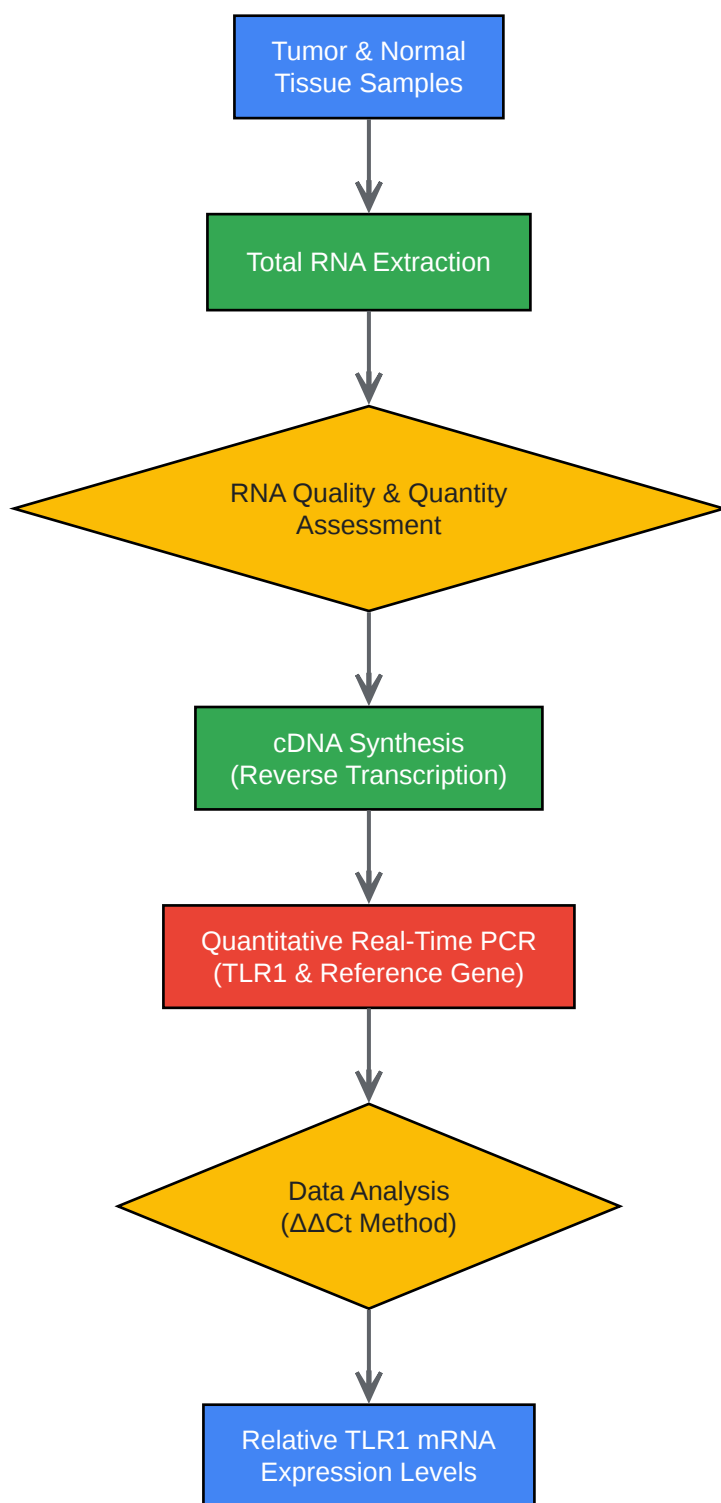 Tumor & Normal
Tissue Samples
Total RNA Extraction
RNA Quality & Quantity
Assessment
cDNA Synthesis
(Reverse Transcription)
Quantitative Real-Time PCR
(TLR1 & Reference Gene)
Data Analysis
(ΔΔCt Method)
Relative TLR1 mRNA
Expression Levels